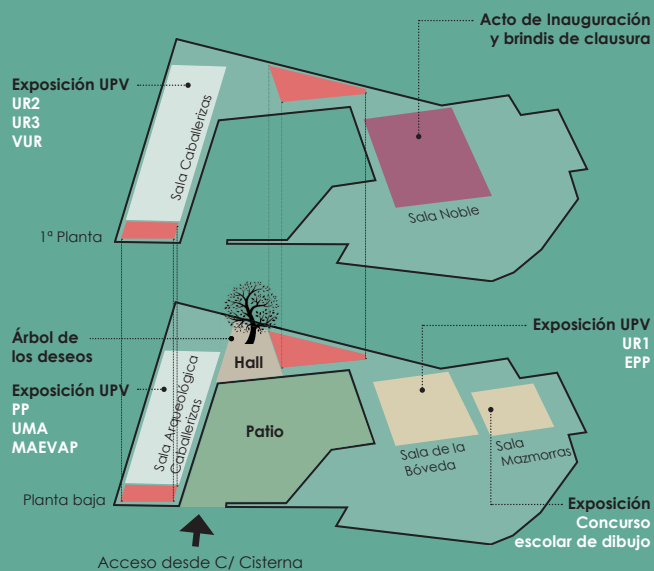 Acto de Inauguración
y brindis de clausura
Exposición UPV
UR2
UR3
VUR
Sala Caballerizas
Sala Noble
1ª Planta
Árbol de
los deseos
Hall
Exposición UPV
UR1
EPP
Exposición UPV
PP
UMA
MAEVAP
Sala Arqueológica
Caballerizas
Patio
Sala de la
Bóveda
Sala
Mazmorras
Planta baja
Exposición
Concurso
escolar de dibujo
Acceso desde C/ Cisterna